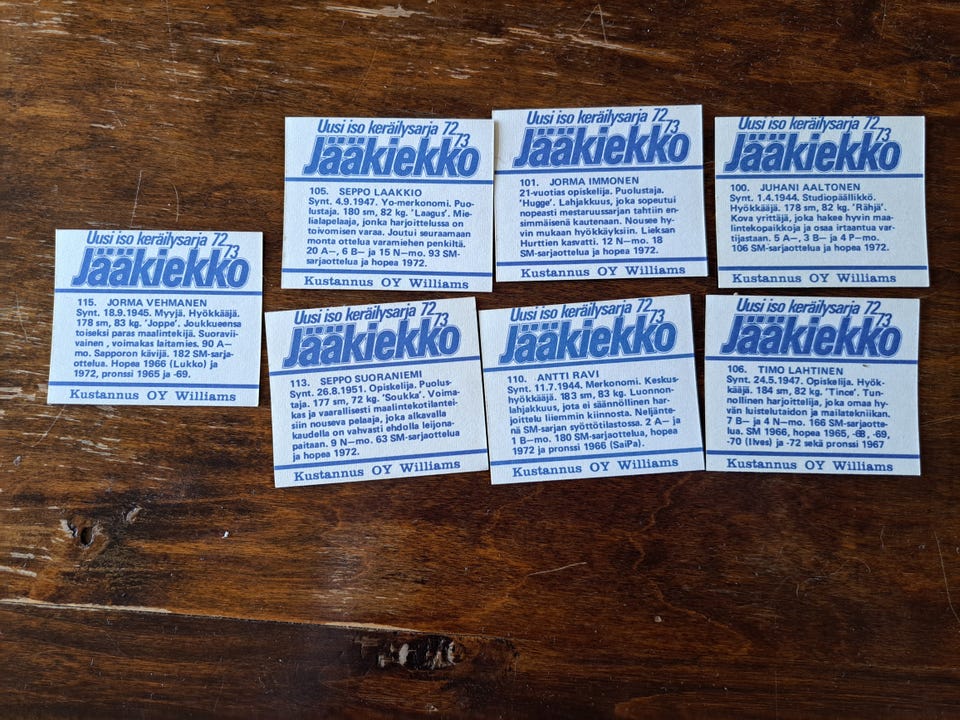 Uusi iso keräilysarja 72
73
Jääkiekko
105. SEPPO LAAKKIO
Synt. 4.9.1947. Yo-merkonomi. Puo-
lustaja. 180 sm, 82 kg. 'Laagus'. Mie-
lialapelaaja, jonka harjoittelussa on
toivomisen varaa. Joutui seuraamaan
monta ottelua varamiehen penkiltä.
20 A—, 6 B— ja 15 N—mo. 93 SM-
sarjaottelua ja hopea 1972.
Kustannus OY Williams
Uusi iso keräilysarja 72
73
Jääkiekko
101. JORMA IMMONEN
21-vuotias opiskelija. Puolustaja.
'Hugge'. Lahjakkuus, joka sopeutui
nopeasti mestaruussarjan tahtiin en-
simmäisenä kautenaan. Nousee hy-
vin mukaan hyökkäyksiin. Lieksan
Hurttien kasvatti. 12 N—mo. 18
SM-sarjaottelua ja hopea 1972.
Kustannus OY Williams
Uusi iso keräilysarja 72
73
Jääkiekko
100. JUHANI AALTONEN
Synt. 1.4.1944. Studiopäällikkö.
Hyökkääjä. 178 sm, 82 kg. 'Rähjä'.
Kova yrittäjä, joka hakee hyvin maa-
lintekopaikkoja ja osaa irtaantua var-
tijastaan. 5 A—, 3 B— ja 4 P—mo.
106 SM-sarjaottelua ja hopea 1972.
Kustannus OY Williams
Uusi iso keräilysarja 72
73
Jääkiekko
115. JORMA VEHMANEN
Synt. 18.9.1945. Myyjä. Hyökkääjä.
178 sm, 83 kg. 'Joppe'. Joukkueensa
toiseksi paras maalintekijä. Suoravii-
vainen , voimakas laitamies. 90 A—
mo. Sapporon kävijä. 182 SM-sarja-
ottelua. Hopea 1966 (Lukko) ja
1972, pronssi 1965 ja -69.
Kustannus OY Williams
Uusi iso keräilysarja 72
73
Jääkiekko
113. SEPPO SUORANIEMI
Synt. 26.8.1951. Opiskelija. Puolus-
taja. 177 sm, 72 kg. 'Soukka'. Voima-
kas ja vaarallisesti maalintekotilantei-
siin nouseva pelaaja, joka alkavalla
kaudella on vahvasti ehdolla leijona-
paitaan. 9 N—mo. 63 SM-sarjaottelua
ja hopea 1972.
Kustannus OY Williams
Uusi iso keräilysarja 72
73
Jääkiekko
110. ANTTI RAVI
Synt. 11.7.1944. Merkonomi. Keskus-
hyökkääjä. 183 sm, 83 kg. Luonnon-
lahjakkuus, jota ei säännöllinen har-
joittelu liiemmin kiinnosta. Neljänte-
nä SM-sarjan syöttötilastossa. 2 A— ja
1 B—mo. 180 SM-sarjaottelua, hopea
1972 ja pronssi 1966 (SaiPa).
Kustannus OY Williams
Uusi iso keräilysarja 72
73
Jääkiekko
106. TIMO LAHTINEN
Synt. 24.5.1947. Opiskelija. Hyök-
kääjä. 184 sm, 82 kg. 'Tince'. Tun-
nollinen harjoittelija, joka omaa hy-
vän luistelutaidon ja mailatekniikan.
7 B— ja 4 N—mo. 166 SM-sarjaotte-
lua. SM 1966, hopea 1965, -68, -69,
-70 (Ilves) ja -72 sekä pronssi 1967
Kustannus OY Williams